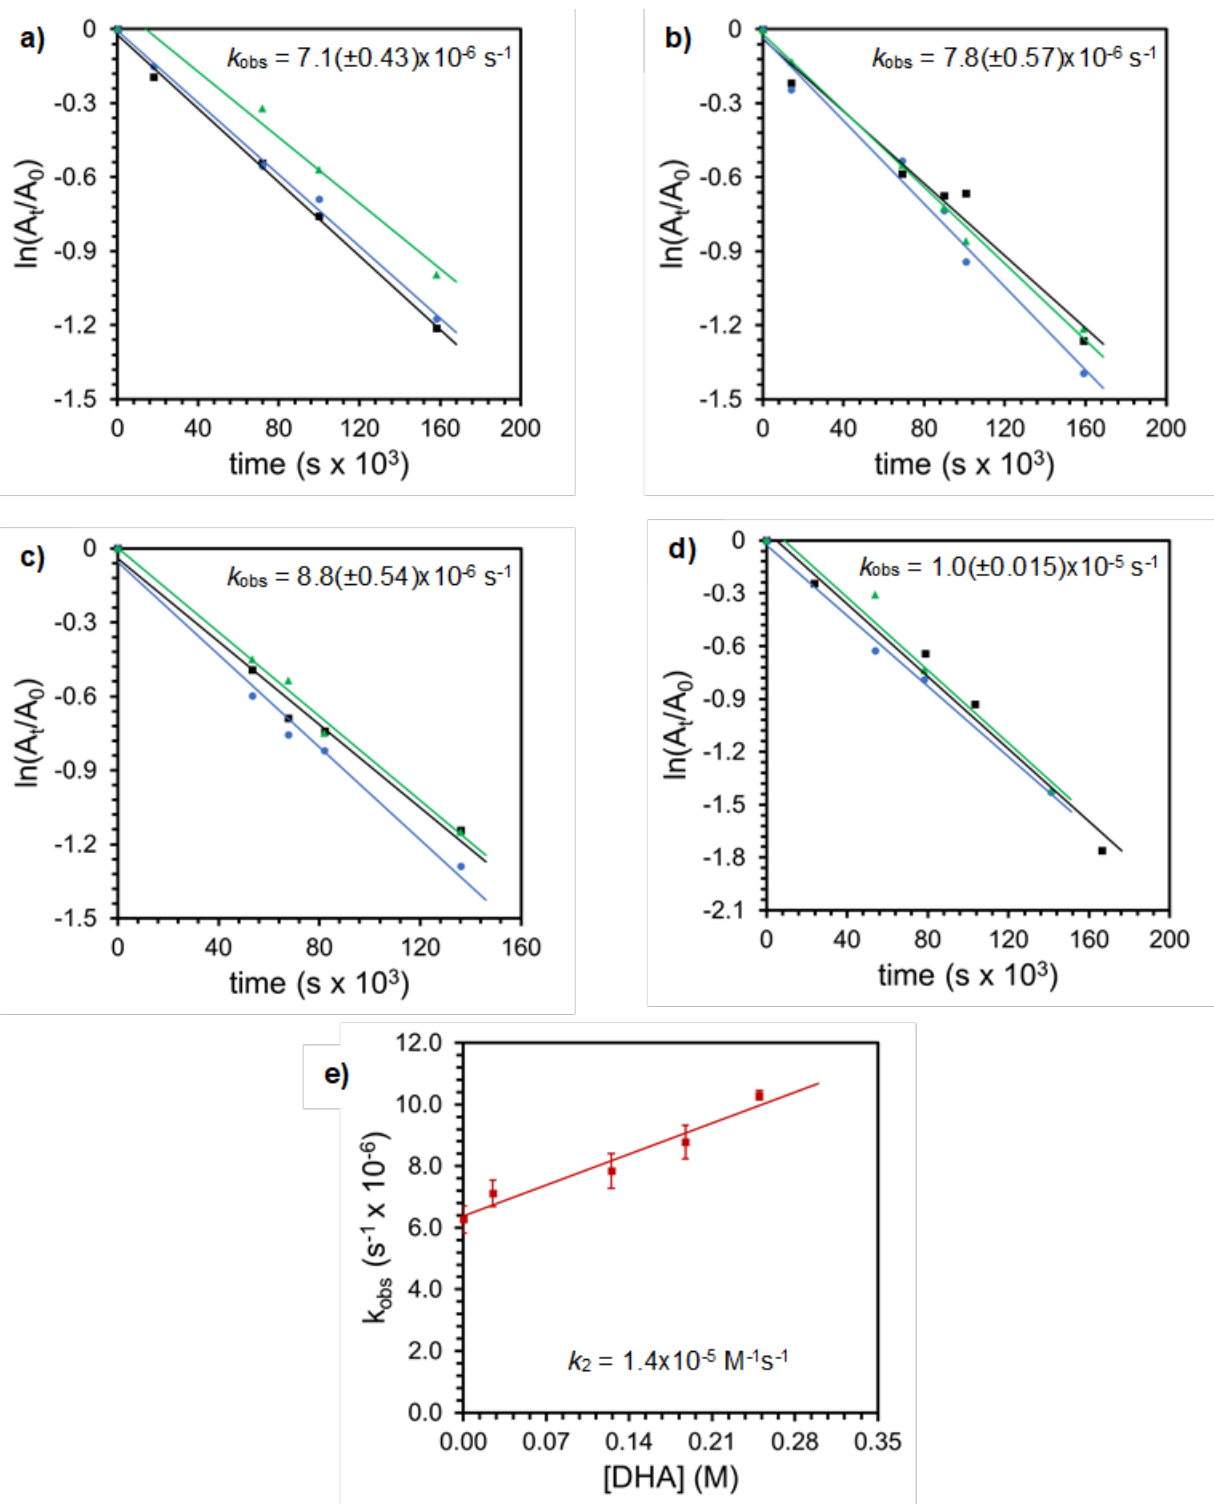 a)
k_obs = 7.1(±0.43)x10⁻⁶ s⁻¹
0
-0.3
-0.6
-0.9
-1.2
-1.5
ln(Aₜ/A₀)
0 40 80 120 160 200
time (s x 10³)
b)
k_obs = 7.8(±0.57)x10⁻⁶ s⁻¹
0
-0.3
-0.6
-0.9
-1.2
-1.5
ln(Aₜ/A₀)
0 40 80 120 160 200
time (s x 10³)
c)
k_obs = 8.8(±0.54)x10⁻⁶ s⁻¹
0
-0.3
-0.6
-0.9
-1.2
-1.5
ln(Aₜ/A₀)
0 40 80 120 160
time (s x 10³)
d)
k_obs = 1.0(±0.015)x10⁻⁵ s⁻¹
0
-0.3
-0.6
-0.9
-1.2
-1.5
-1.8
-2.1
ln(Aₜ/A₀)
0 40 80 120 160 200
time (s x 10³)
e)
12.0
10.0
8.0
6.0
4.0
2.0
0.0
k_obs (s⁻¹ x 10⁻⁶)
k₂ = 1.4x10⁻⁵ M⁻¹s⁻¹
0.00 0.07 0.14 0.21 0.28 0.35
[DHA] (M)